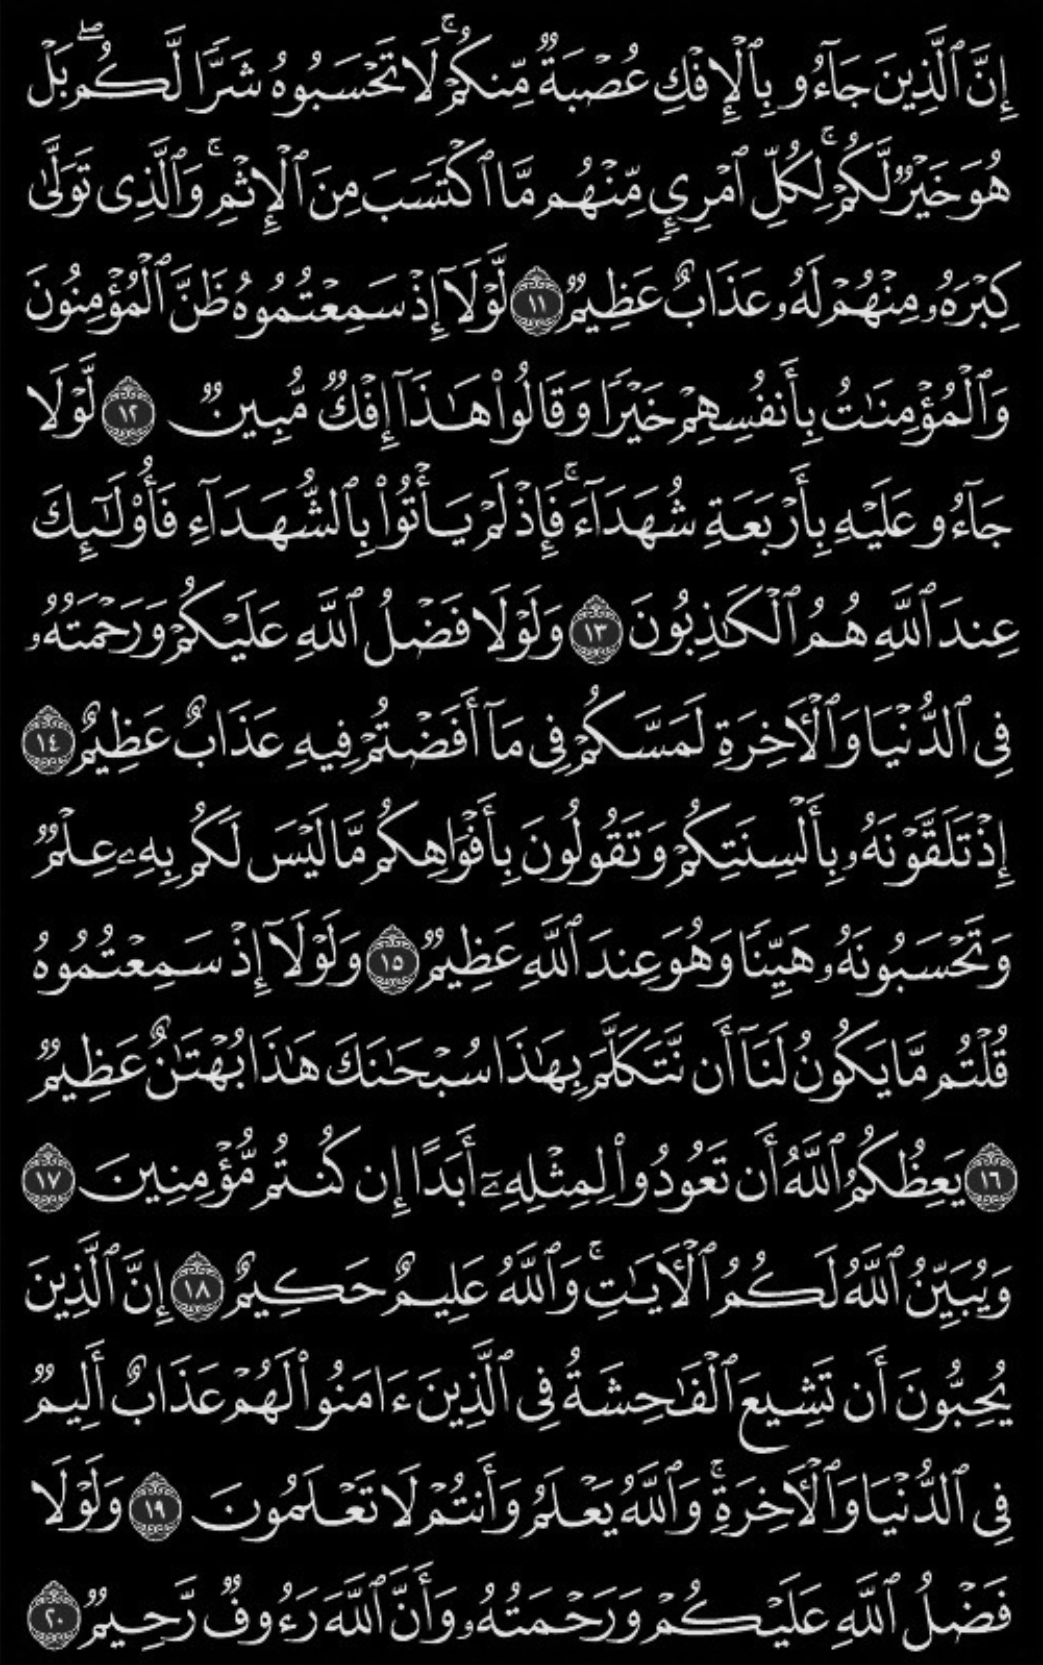 إِنَّ ٱلَّذِينَ جَآءُو بِٱلْإِفْكِ عُصْبَةٌ مِّنكُمْ ۚ لَا تَحْسَبُوهُ شَرًّا لَّكُم ۖ بَلْ
هُوَ خَيْرٌ لَّكُمْ ۚ لِكُلِّ ٱمْرِئٍ مِّنْهُم مَّا ٱكْتَسَبَ مِنَ ٱلْإِثْمِ ۚ وَٱلَّذِى تَوَلَّىٰ
كِبْرَهُۥ مِنْهُمْ لَهُۥ عَذَابٌ عَظِيمٌ ١١ لَّوْلَآ إِذْ سَمِعْتُمُوهُ ظَنَّ ٱلْمُؤْمِنُونَ
وَٱلْمُؤْمِنَٰتُ بِأَنفُسِهِمْ خَيْرًا وَقَالُوا۟ هَٰذَآ إِفْكٌ مُّبِينٌ ١٢ لَّوْلَا
جَآءُو عَلَيْهِ بِأَرْبَعَةِ شُهَدَآءَ ۚ فَإِذْ لَمْ يَأْتُوا۟ بِٱلشُّهَدَآءِ فَأُو۟لَٰٓئِكَ
عِندَ ٱللَّهِ هُمُ ٱلْكَٰذِبُونَ ١٣ وَلَوْلَا فَضْلُ ٱللَّهِ عَلَيْكُمْ وَرَحْمَتُهُۥ
فِى ٱلدُّنْيَا وَٱلْءَاخِرَةِ لَمَسَّكُمْ فِى مَآ أَفَضْتُمْ فِيهِ عَذَابٌ عَظِيمٌ ١٤
إِذْ تَلَقَّوْنَهُۥ بِأَلْسِنَتِكُمْ وَتَقُولُونَ بِأَفْوَاهِكُم مَّا لَيْسَ لَكُم بِهِۦ عِلْمٌ
وَتَحْسَبُونَهُۥ هَيِّنًا وَهُوَ عِندَ ٱللَّهِ عَظِيمٌ ١٥ وَلَوْلَآ إِذْ سَمِعْتُمُوهُ
قُلْتُم مَّا يَكُونُ لَنَآ أَن نَّتَكَلَّمَ بِهَٰذَا سُبْحَٰنَكَ هَٰذَا بُهْتَٰنٌ عَظِيمٌ
١٦ يَعِظُكُمُ ٱللَّهُ أَن تَعُودُوا۟ لِمِثْلِهِۦٓ أَبَدًا إِن كُنتُم مُّؤْمِنِينَ ١٧
وَيُبَيِّنُ ٱللَّهُ لَكُمُ ٱلْءَايَٰتِ ۚ وَٱللَّهُ عَلِيمٌ حَكِيمٌ ١٨ إِنَّ ٱلَّذِينَ
يُحِبُّونَ أَن تَشِيعَ ٱلْفَٰحِشَةُ فِى ٱلَّذِينَ ءَامَنُوا۟ لَهُمْ عَذَابٌ أَلِيمٌ
فِى ٱلدُّنْيَا وَٱلْءَاخِرَةِ ۚ وَٱللَّهُ يَعْلَمُ وَأَنتُمْ لَا تَعْلَمُونَ ١٩ وَلَوْلَا
فَضْلُ ٱللَّهِ عَلَيْكُمْ وَرَحْمَتُهُۥ وَأَنَّ ٱللَّهَ رَءُوفٌ رَّحِيمٌ ٢٠